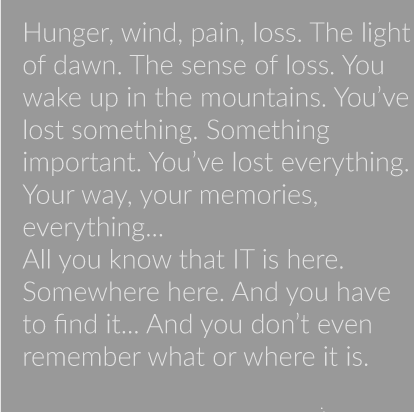 Hunger, wind, pain, loss. The light
of dawn. The sense of loss. You
wake up in the mountains. You’ve
lost something. Something
important. You’ve lost everything.
Your way, your memories,
everything...
All you know that IT is here.
Somewhere here. And you have
to find it... And you don’t even
remember what or where it is.